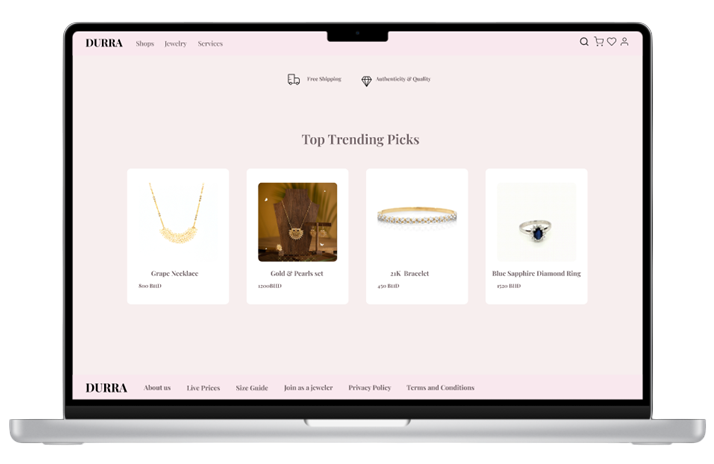 DURRA Shops Jewelry Services
Free Shipping Authenticity & Quality
Top Trending Picks
Grape Necklace
800 BHD
Gold & Pearls set
1200BHD
21K Bracelet
450 BHD
Blue Sapphire Diamond Ring
1520 BHD
DURRA About us Live Prices Size Guide Join as a jeweler Privacy Policy Terms and Conditions